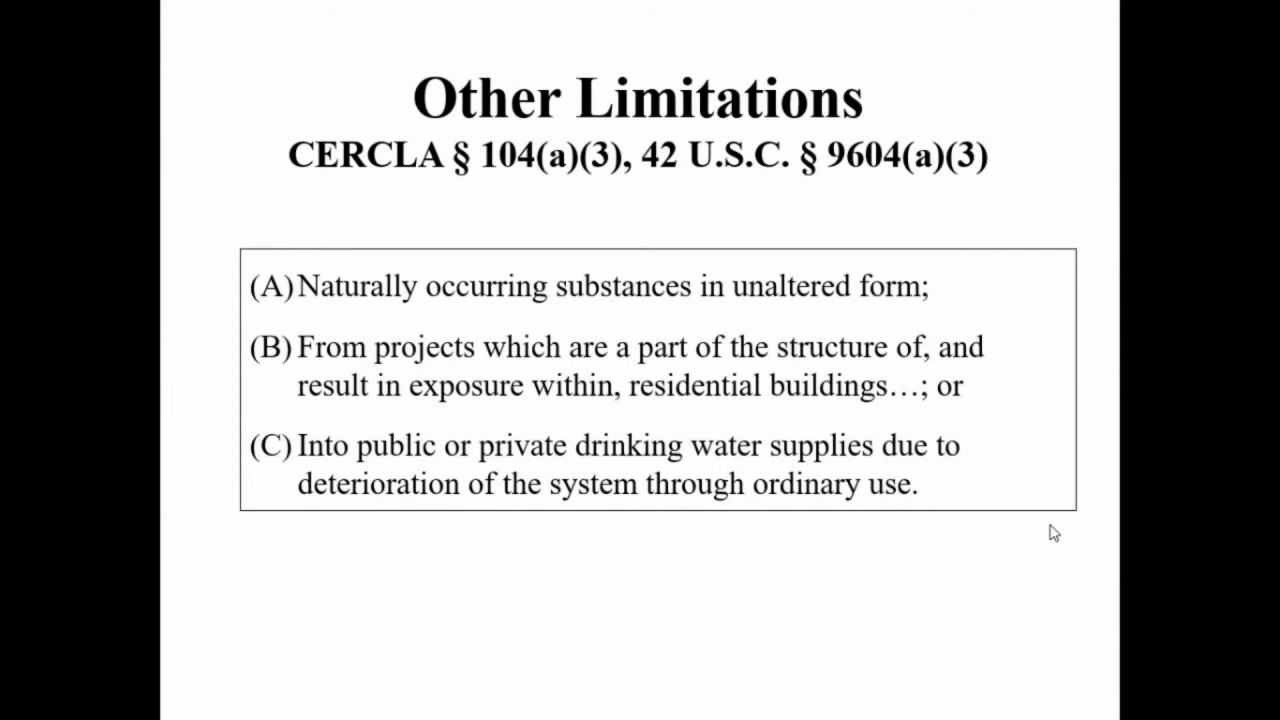 Other Limitations
CERCLA § 104(a)(3), 42 U.S.C. § 9604(a)(3)
(A) Naturally occurring substances in unaltered form;
(B) From projects which are a part of the structure of, and
result in exposure within, residential buildings…; or
(C) Into public or private drinking water supplies due to
deterioration of the system through ordinary use.